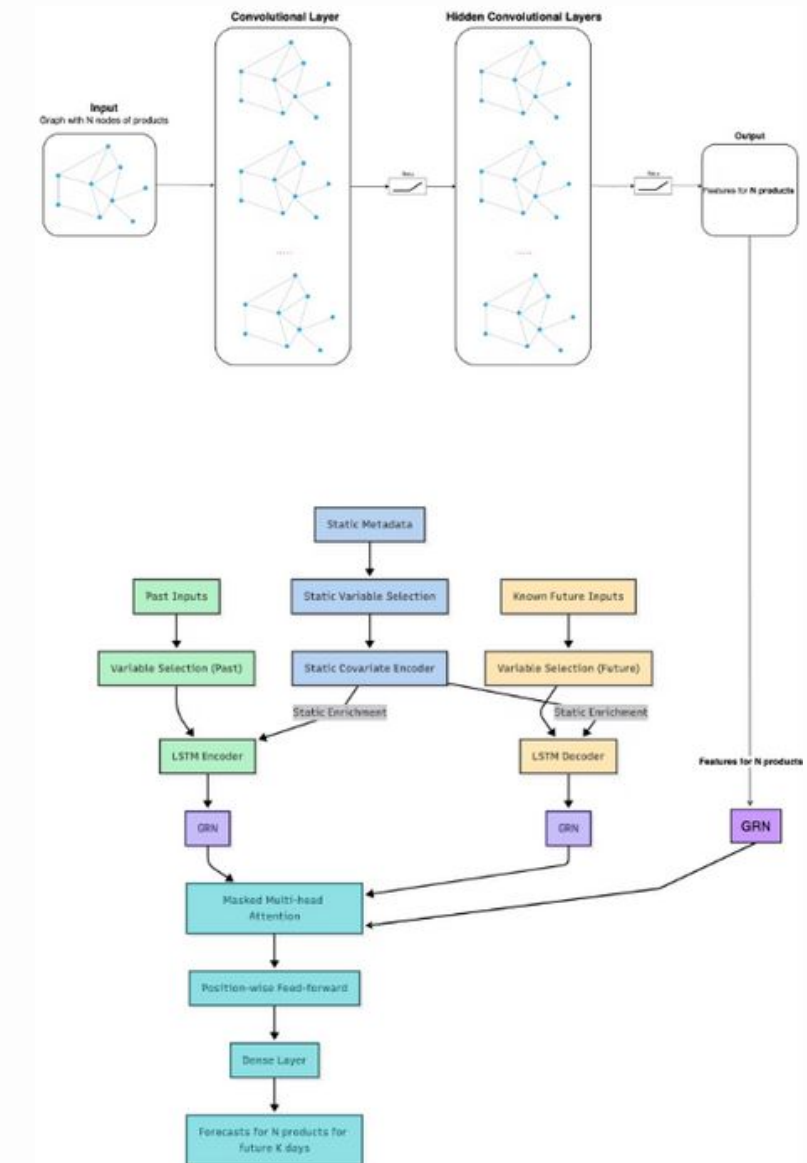 Convolutional Layer
Hidden Convolutional Layers
Input
Graph with N nodes of products
Output
Relu
Relu
Features for N products
.....
.....
Static Metadata
Past Inputs
Static Variable Selection
Known Future Inputs
Variable Selection (Past)
Static Covariate Encoder
Variable Selection (Future)
Static Enrichment
Static Enrichment
LSTM Encoder
LSTM Decoder
Features for N products
GRN
GRN
GRN
Masked Multi-head
Attention
Position-wise Feed-forward
Dense Layer
Forecasts for N products for
future K days